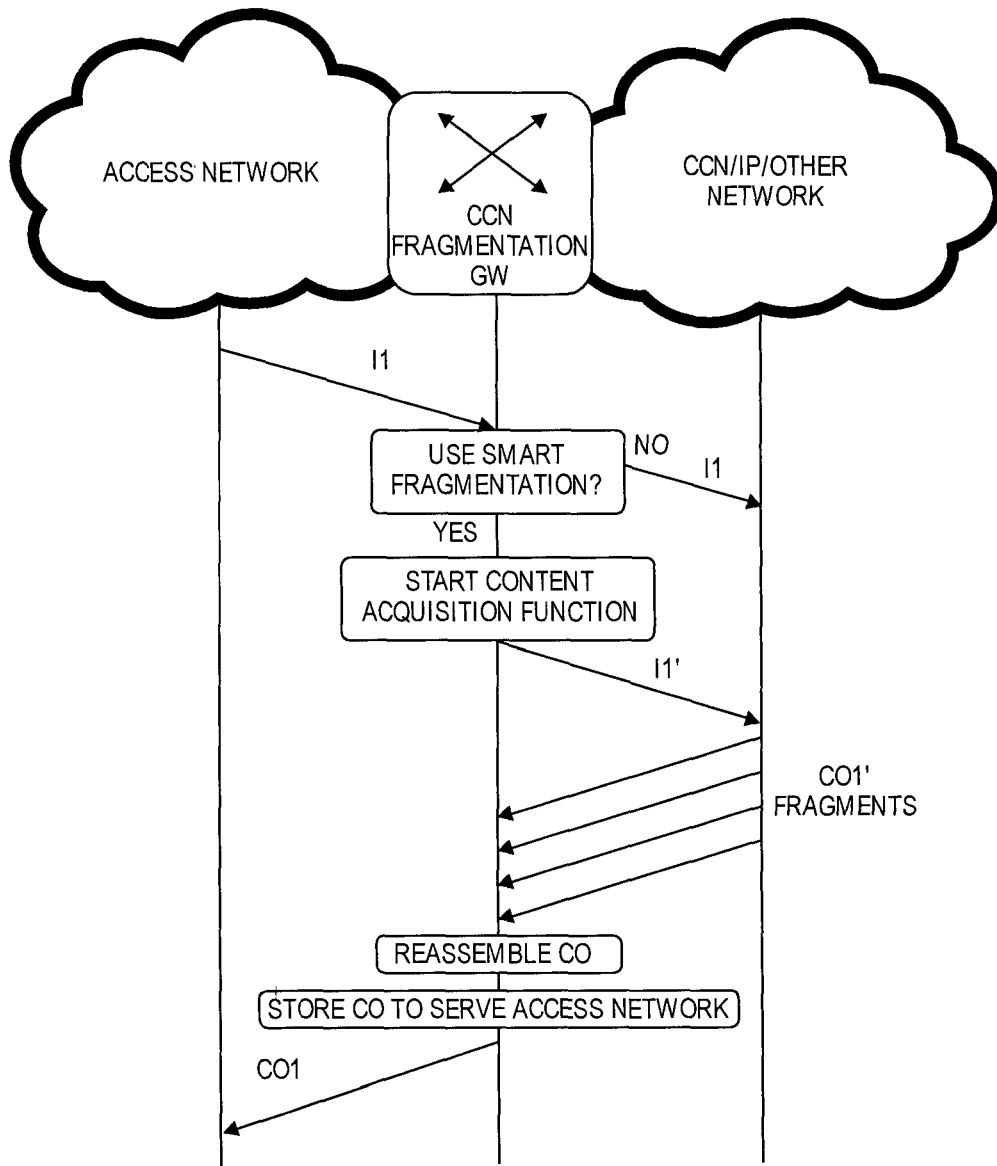 ACCESS NETWORK
CCN
FRAGMENTATION
GW
CCN/IP/OTHER
NETWORK
I1
USE SMART
FRAGMENTATION?
NO
I1
YES
START CONTENT
ACQUISITION FUNCTION
I1'
CO1'
FRAGMENTS
REASSEMBLE CO
STORE CO TO SERVE ACCESS NETWORK
CO1